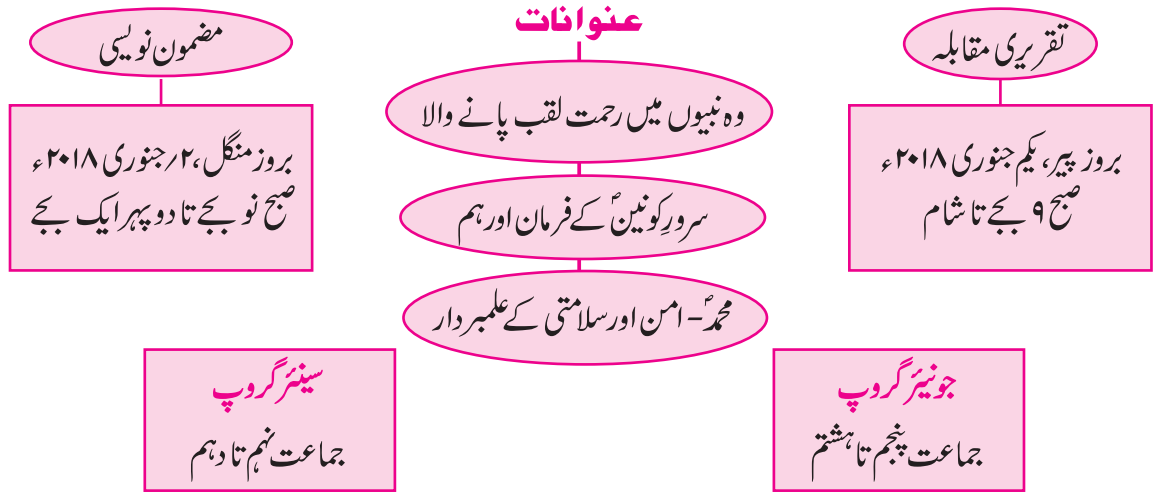 عنوانات
تقریری مقابلہ
بروز پیر، یکم جنوری ۲۰۱۸ء
صبح ۹ بجے تا شام
وہ نبیوں میں رحمت لقب پانے والا
سرورِ کونینؐ کے فرمان اور ہم
محمدؐ - امن اور سلامتی کے علمبردار
مضمون نویسی
بروز منگل، ۲؍جنوری ۲۰۱۸ء
صبح نو بجے تا دوپہر ایک بجے
جونیئر گروپ
جماعت پنجم تا ہشتم
سینئر گروپ
جماعت نہم تا دہم